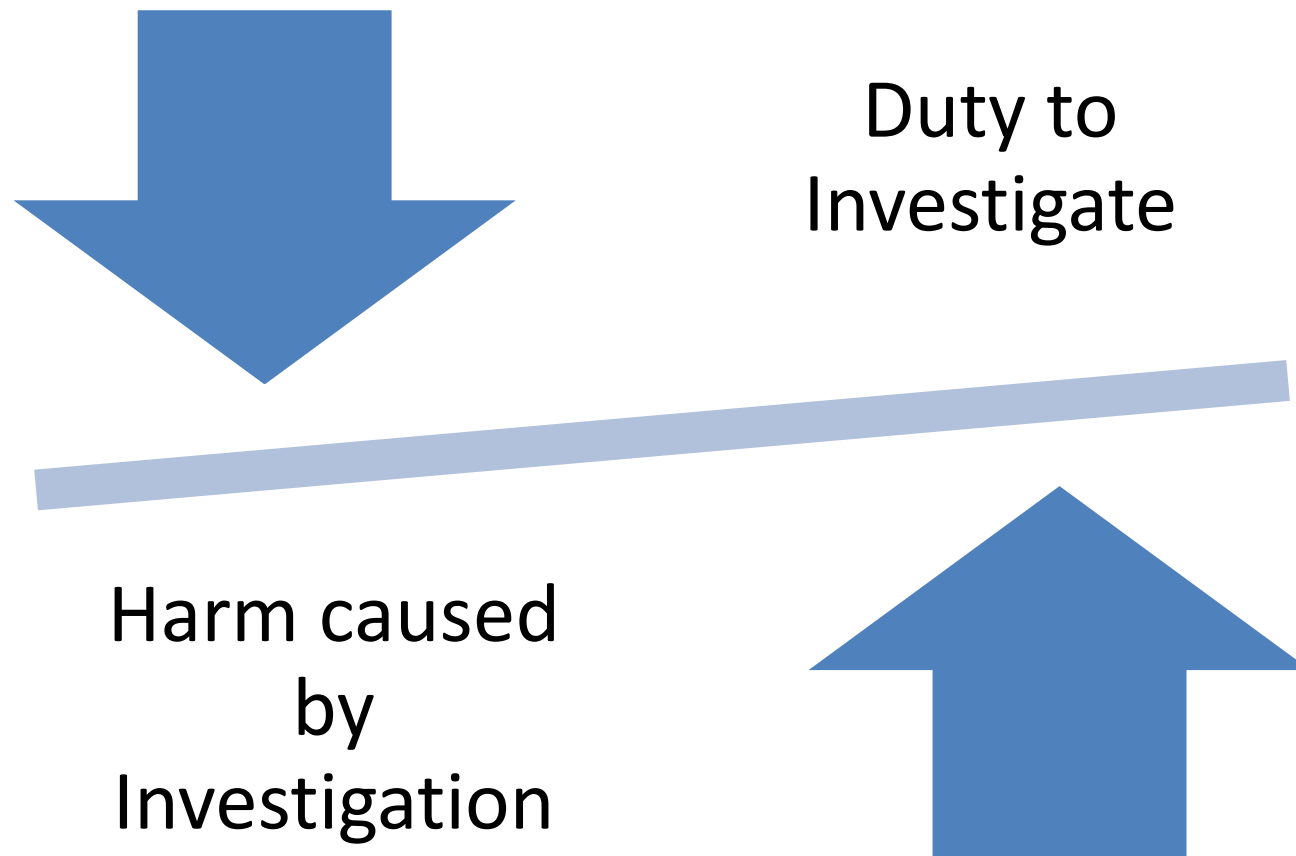 Duty to
Investigate
Harm caused
by
Investigation